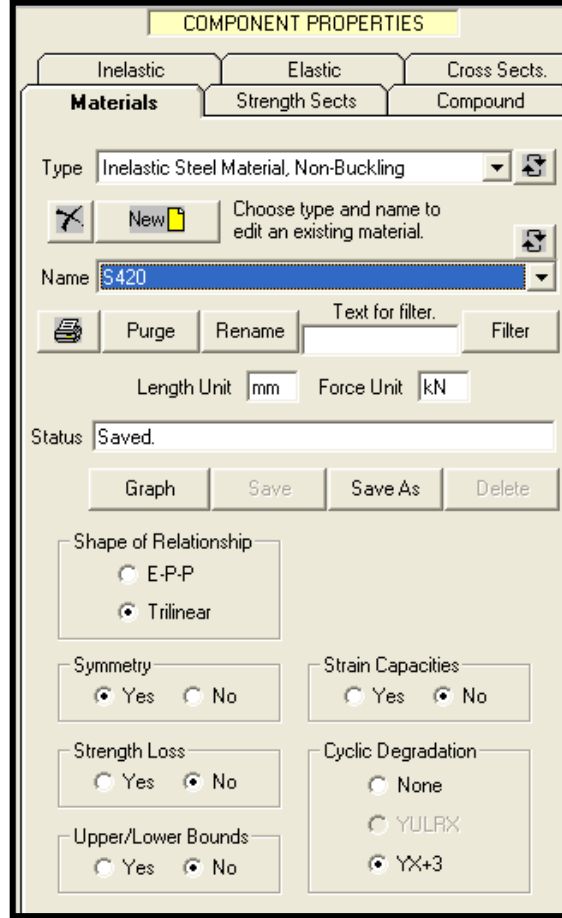 COMPONENT PROPERTIES
Inelastic Elastic Cross Sects.
Materials Strength Sects Compound
Type Inelastic Steel Material, Non-Buckling
New Choose type and name to
edit an existing material.
Name S420
Text for filter.
Purge Rename Filter
Length Unit mm Force Unit kN
Status Saved.
Graph Save Save As Delete
Shape of Relationship
E-P-P
Trilinear
Symmetry
Yes No
Strain Capacities
Yes No
Strength Loss
Yes No
Cyclic Degradation
None
YULRX
YX+3
Upper/Lower Bounds
Yes No